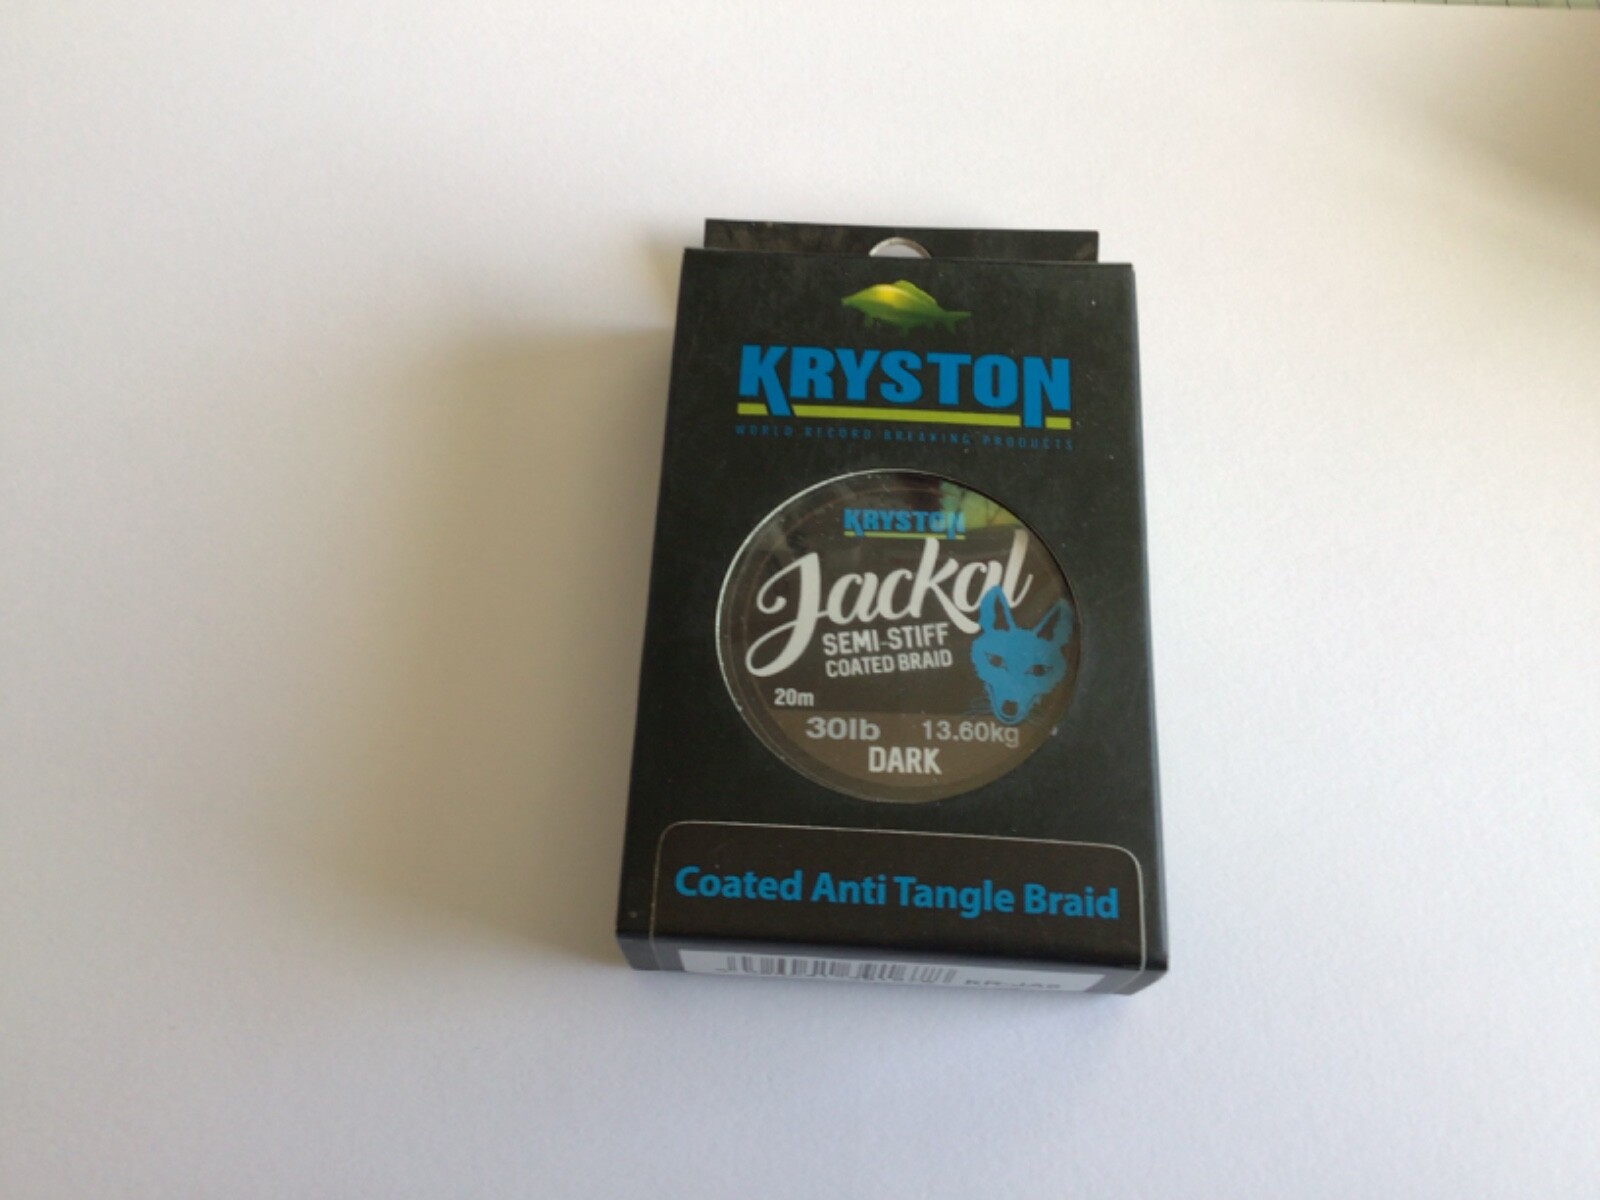 KRYSTON
WORLD RECORD BREAKING PRODUCTS
KRYSTON
Jackal
SEMI-STIFF
COATED BRAID
20m
30lb 13.60kg
DARK
Coated Anti Tangle Braid